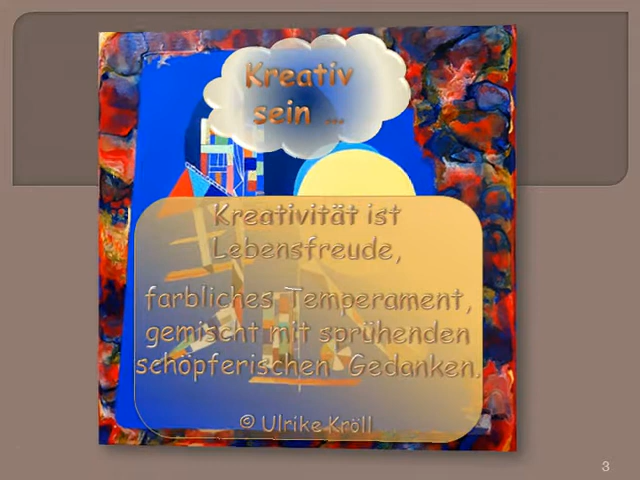 Kreativ
sein ...
Kreativität ist
Lebensfreude,
farbliches Temperament,
gemischt mit sprühenden
schöpferischen Gedanken.
© Ulrike Kröll
3